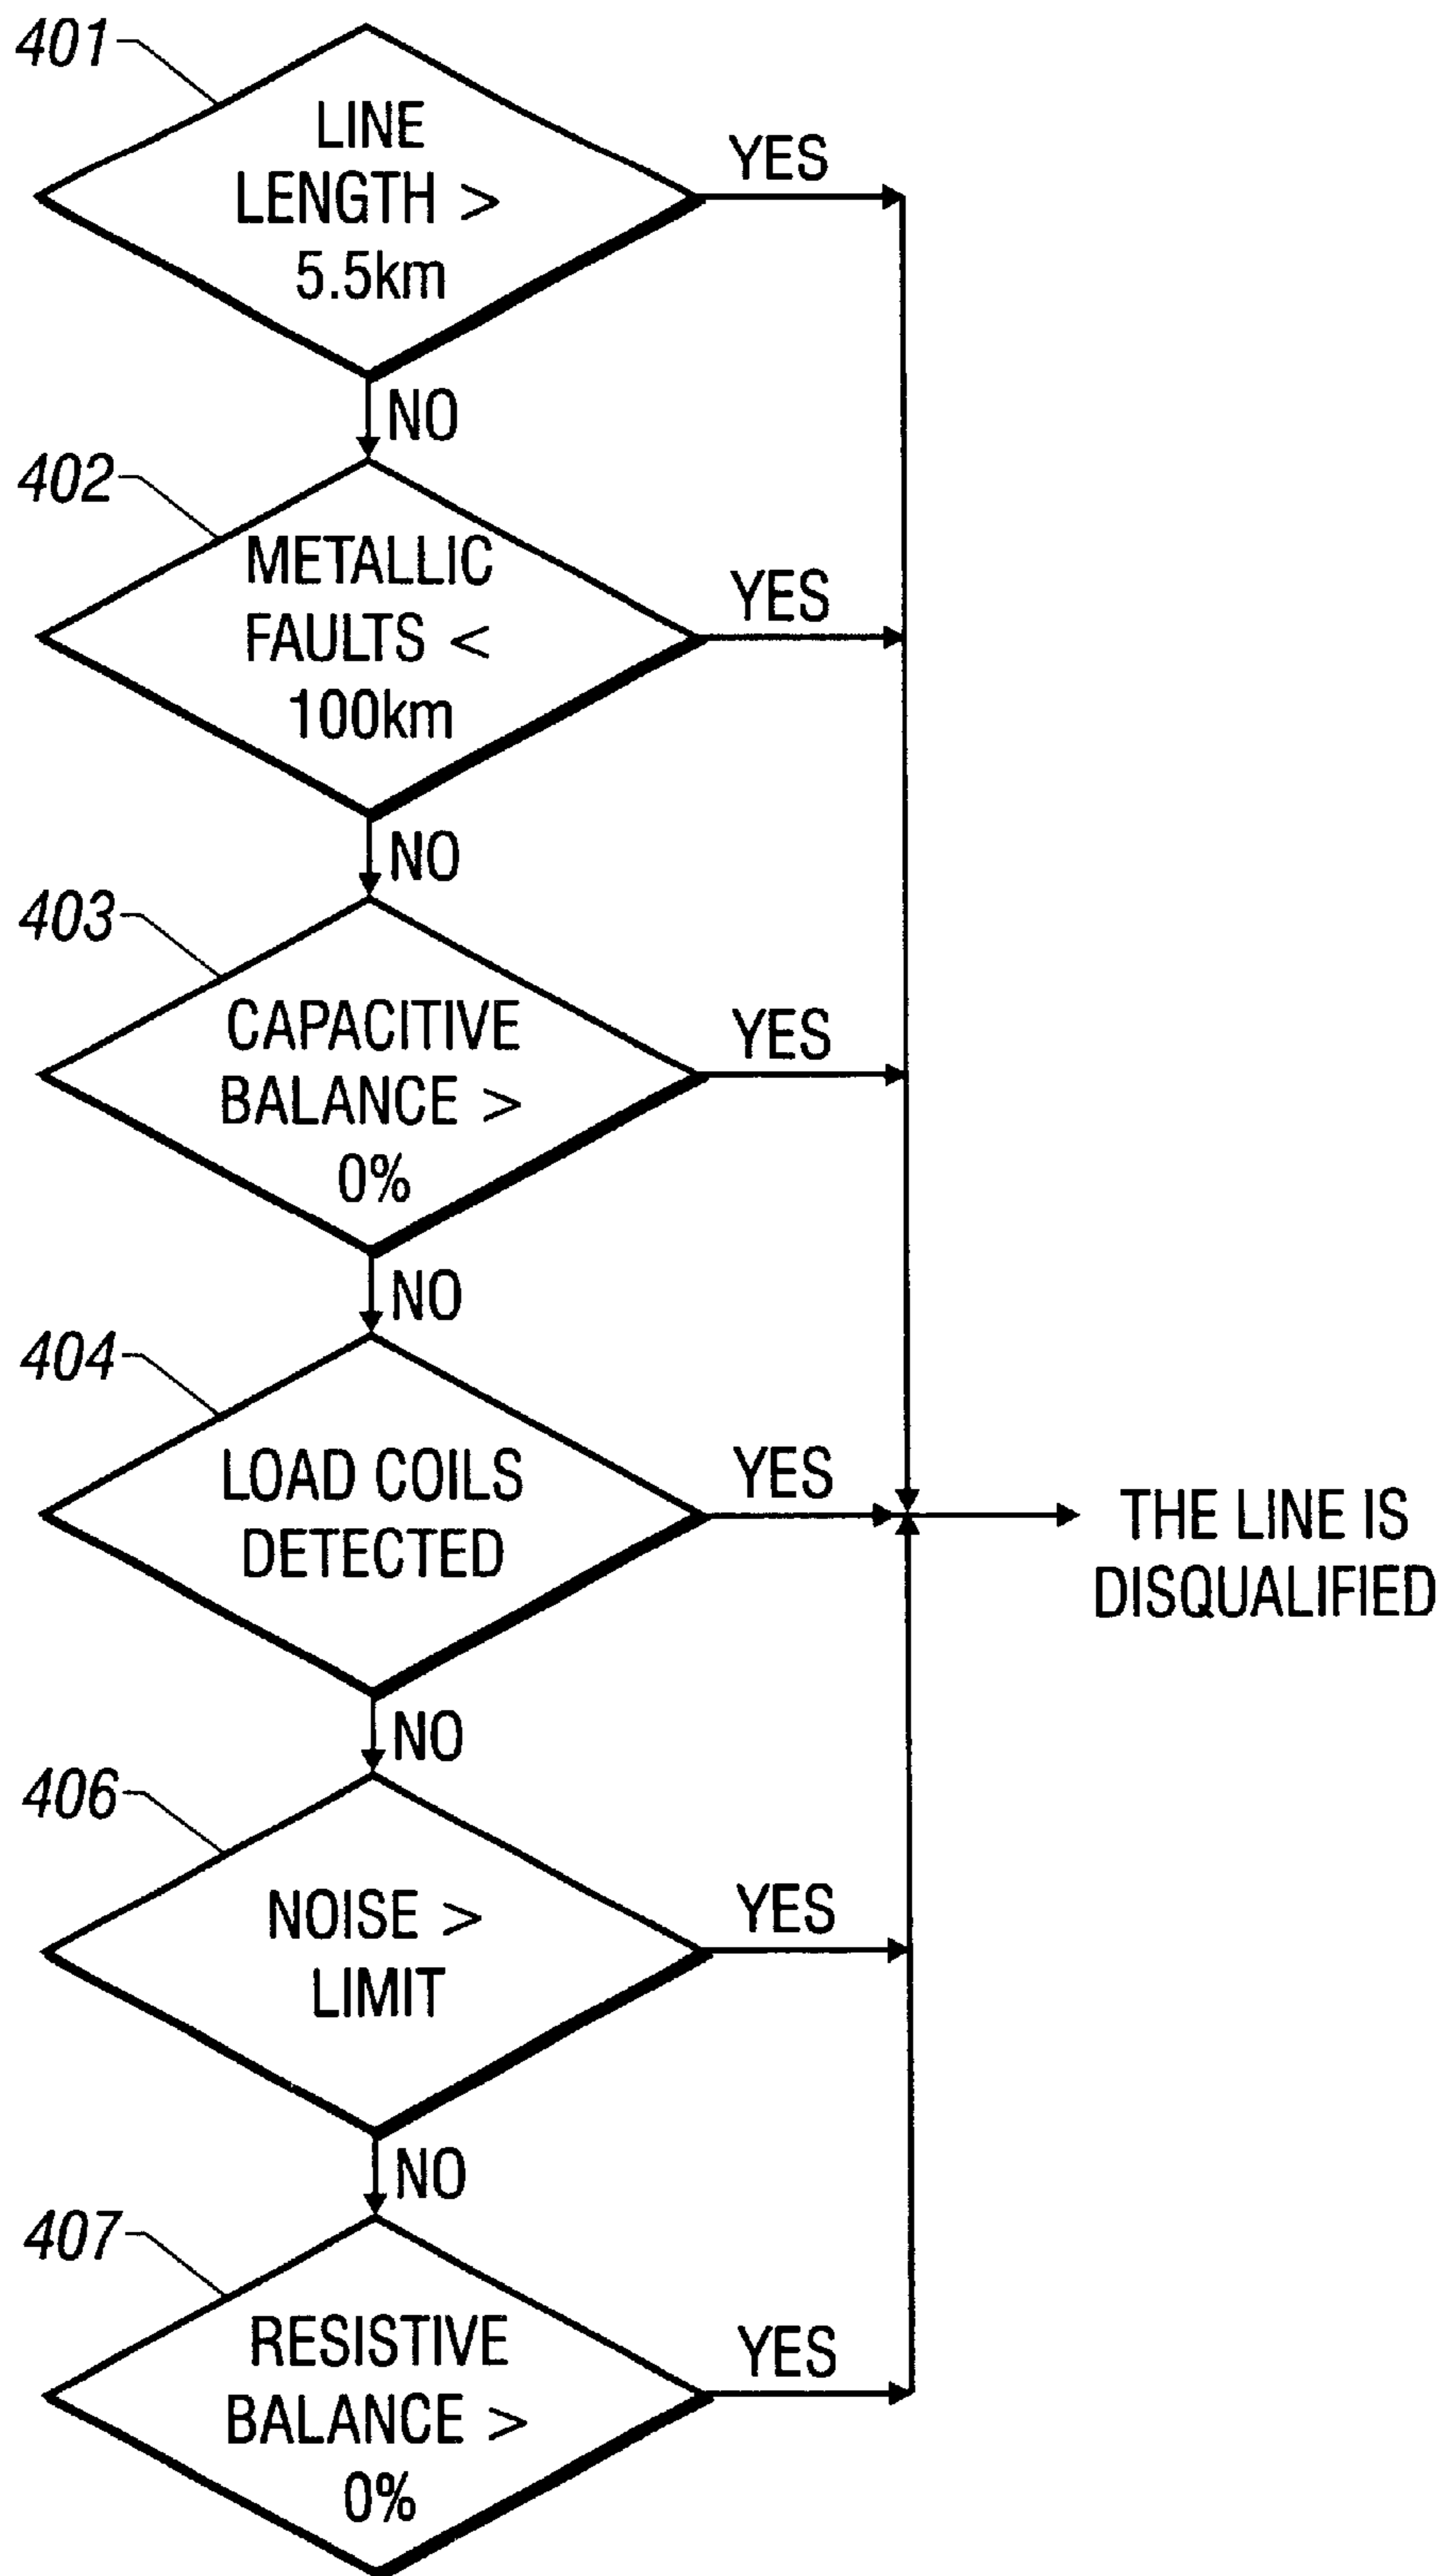 401
LINE
LENGTH >
5.5km
YES
NO
402
METALLIC
FAULTS <
100km
YES
NO
403
CAPACITIVE
BALANCE >
0%
YES
NO
404
LOAD COILS
DETECTED
YES
THE LINE IS
DISQUALIFIED
NO
406
NOISE >
LIMIT
YES
NO
407
RESISTIVE
BALANCE >
0%
YES